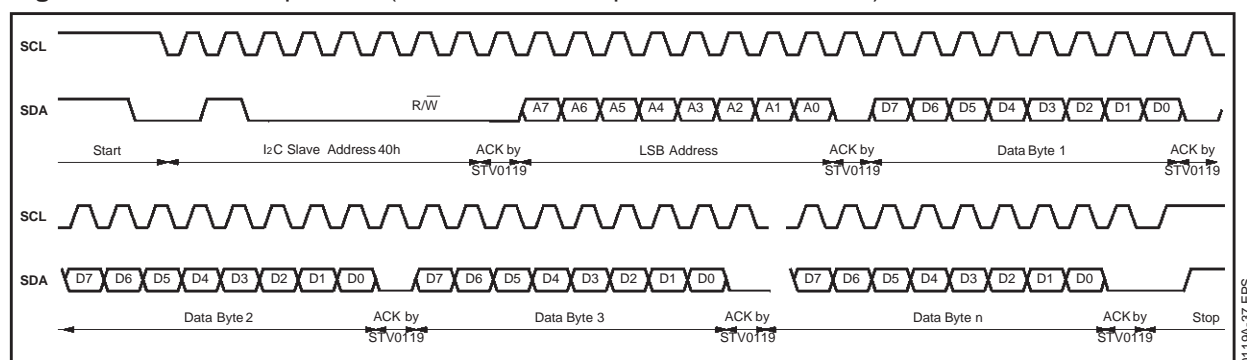 SCL
SDA
R/W
A7 A6 A5 A4 A3 A2 A1 A0
D7 D6 D5 D4 D3 D2 D1 D0
Start
I2C Slave Address 40h
ACK by
STV0119
LSB Address
ACK by
STV0119
Data Byte 1
ACK by
STV0119
SCL
SDA
D7 D6 D5 D4 D3 D2 D1 D0
D7 D6 D5 D4 D3 D2 D1 D0
D7 D6 D5 D4 D3 D2 D1 D0
Data Byte 2
ACK by
STV0119
Data Byte 3
ACK by
STV0119
Data Byte n
ACK by
STV0119
Stop